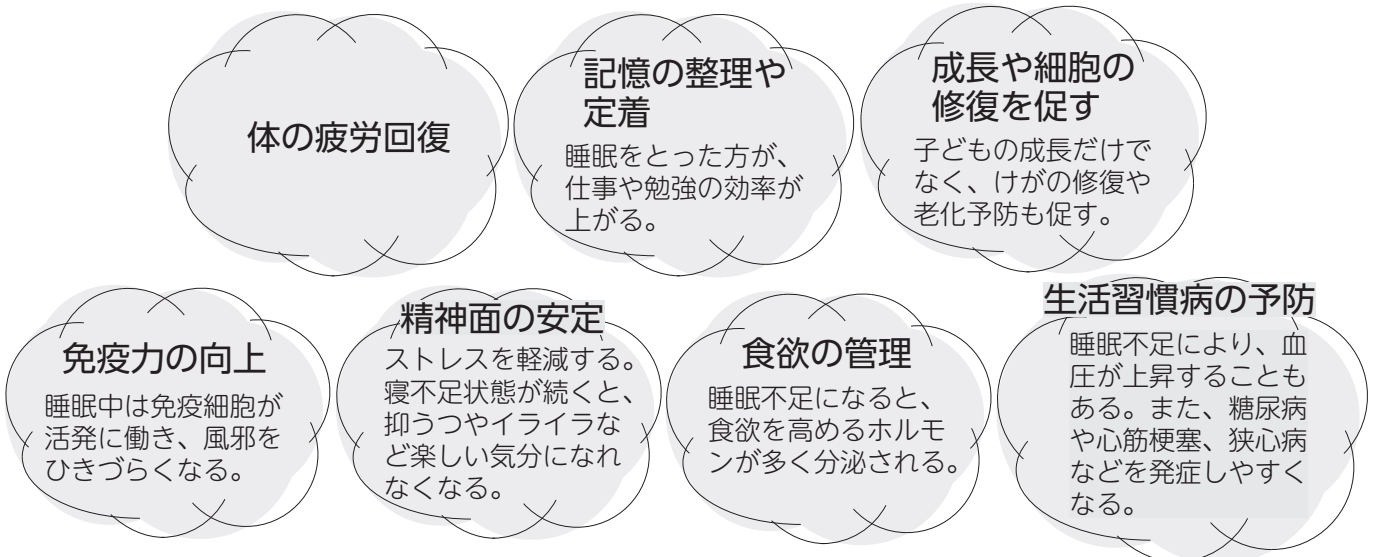 体の疲労回復
記憶の整理や
定着
睡眠をとった方が、
仕事や勉強の効率が
上がる。
成長や細胞の
修復を促す
子どもの成長だけで
なく、けがの修復や
老化予防も促す。
免疫力の向上
睡眠中は免疫細胞が
活発に働き、風邪を
ひきづらくなる。
精神面の安定
ストレスを軽減する。
寝不足状態が続くと、
抑うつやイライラな
ど楽しい気分になれ
なくなる。
食欲の管理
睡眠不足になると、
食欲を高めるホルモ
ンが多く分泌される。
生活習慣病の予防
睡眠不足により、血
圧が上昇することも
ある。また、糖尿病
や心筋梗塞、狭心病
などを発症しやすく
なる。